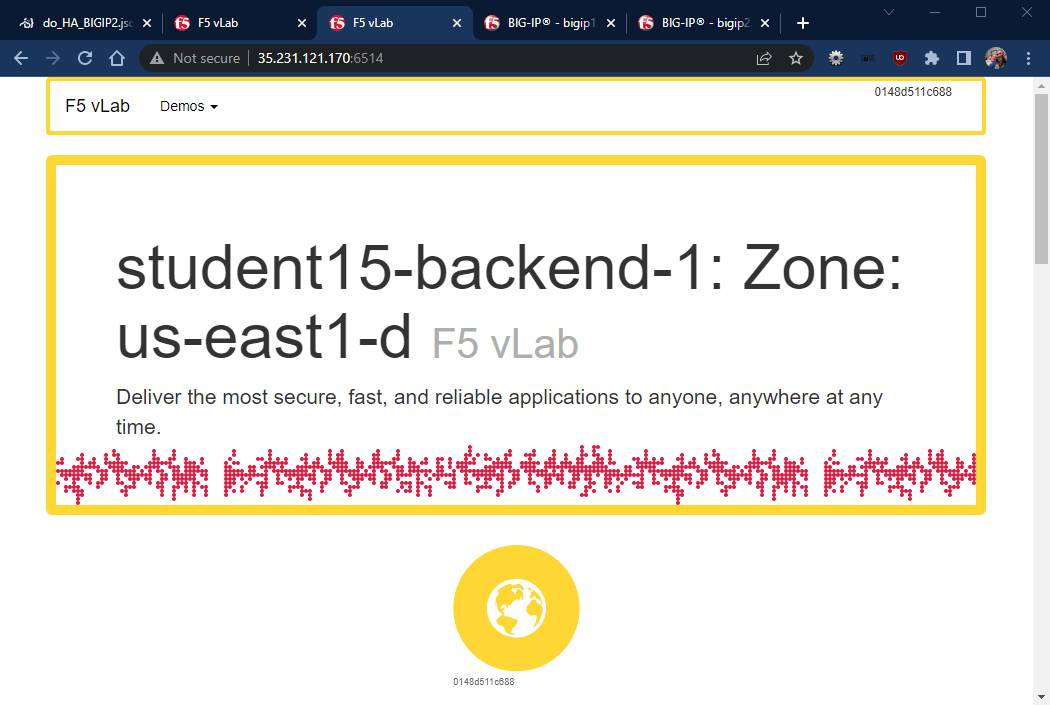 do_HA_BIGIP2.jso
F5 vLab
F5 vLab
BIG-IP® - bigip1
BIG-IP® - bigip2
Not secure
35.231.121.170:6514
F5 vLab
Demos
0148d511c688
student15-backend-1: Zone:
us-east1-d F5 vLab
Deliver the most secure, fast, and reliable applications to anyone, anywhere at any
time.
0148d511c688